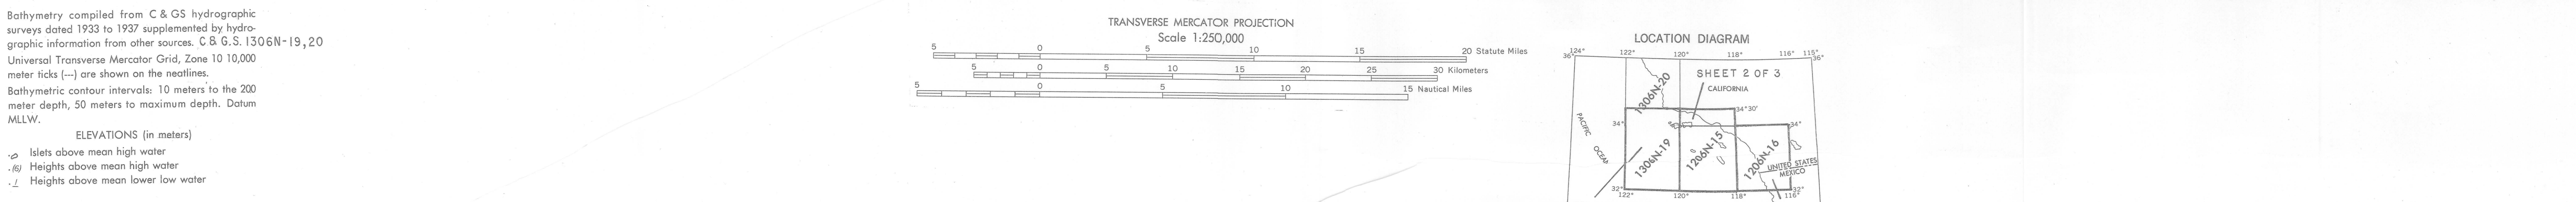 Bathymetry compiled from C & GS hydrographic
surveys dated 1933 to 1937 supplemented by hydro-
graphic information from other sources. C & G.S. 1306N-19,20
Universal Transverse Mercator Grid, Zone 10 10,000
meter ticks (---) are shown on the neatlines.
Bathymetric contour intervals: 10 meters to the 200
meter depth, 50 meters to maximum depth. Datum
MLLW.
ELEVATIONS (in meters)
Islets above mean high water
(6) Heights above mean high water
1 Heights above mean lower low water
TRANSVERSE MERCATOR PROJECTION
Scale 1:250,000
5 0 5 10 15 20 Statute Miles
5 0 5 10 15 20 25 30 Kilometers
5 0 5 10 15 Nautical Miles
LOCATION DIAGRAM
124° 122° 120° 118° 116° 115°
36° 36°
SHEET 2 OF 3
CALIFORNIA
1306N-20
34°30'
34° 34°
PACIFIC
OCEAN
1306N-19
1206N-15
1206N-16
UNITED STATES
MEXICO
32° 32°
122° 120° 118° 116°